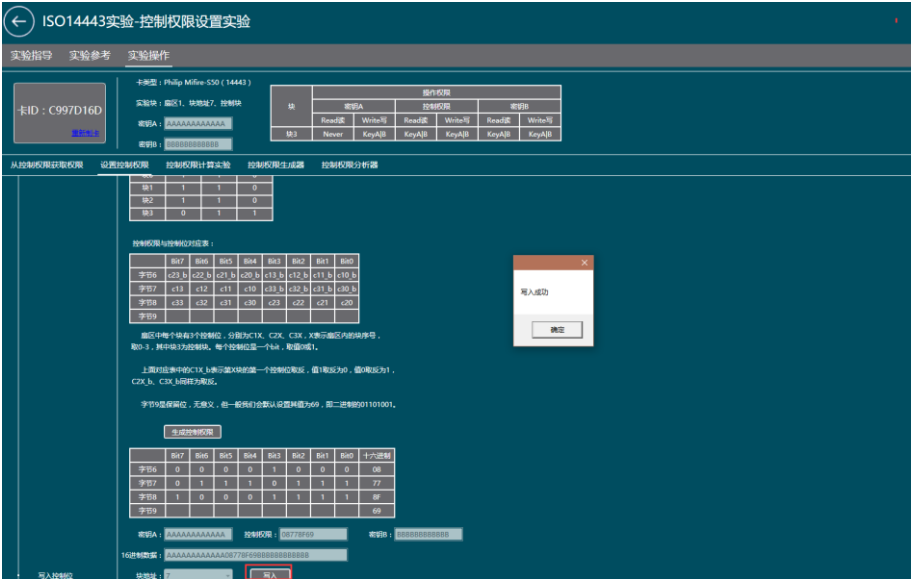 ISO14443实验-控制权限设置实验
实验指导 实验参考 实验操作
卡ID：C997D16D
重新检卡
卡类型：Philip Mifire-S50 ( 14443 )
实验块：扇区1、块地址7、控制块
密钥A： AAAAAAAAAAAA
密钥B： BBBBBBBBBBBB
块 操作权限
密钥A 控制权限 密钥B
Read读 Write写 Read读 Write写 Read读 Write写
块3 Never KeyA|B KeyA|B KeyA|B KeyA|B KeyA|B
从控制权限获取权限 设置控制权限 控制权限计算实验 控制权限生成器 控制权限分析器
块1 1 1 0
块2 1 1 0
块3 0 1 1
控制权限与控制位对应表：
Bit7 Bit6 Bit5 Bit4 Bit3 Bit2 Bit1 Bit0
字节6 c23_b c22_b c21_b c20_b c13_b c12_b c11_b c10_b
字节7 c13 c12 c11 c10 c33_b c32_b c31_b c30_b
字节8 c33 c32 c31 c30 c23 c22 c21 c20
字节9
扇区中每个块有3个控制位，分别为C1X、C2X、C3X，X表示扇区内的块序号，
取0-3，其中块3为控制块。每个控制位是一个bit，取值0或1。
上面对应表中的C1X_b表示第X块的第一个控制位取反，值1取反为0，值0取反为1，
C2X_b、C3X_b同样为取反。
字节9是保留位，无意义，但一般我们会默认设置其值为69，即二进制的01101001。
生成控制权限
Bit7 Bit6 Bit5 Bit4 Bit3 Bit2 Bit1 Bit0 十六进制
字节6 0 0 0 0 1 0 0 0 08
字节7 0 1 1 1 0 1 1 1 77
字节8 1 0 0 0 1 1 1 1 8F
字节9 69
密钥A： AAAAAAAAAAAA 控制权限： 08778F69 密钥B： BBBBBBBBBBBB
16进制数据： AAAAAAAAAAAA08778F69BBBBBBBBBBBB
写入控制位 块地址： 7 写入
写入成功
确定